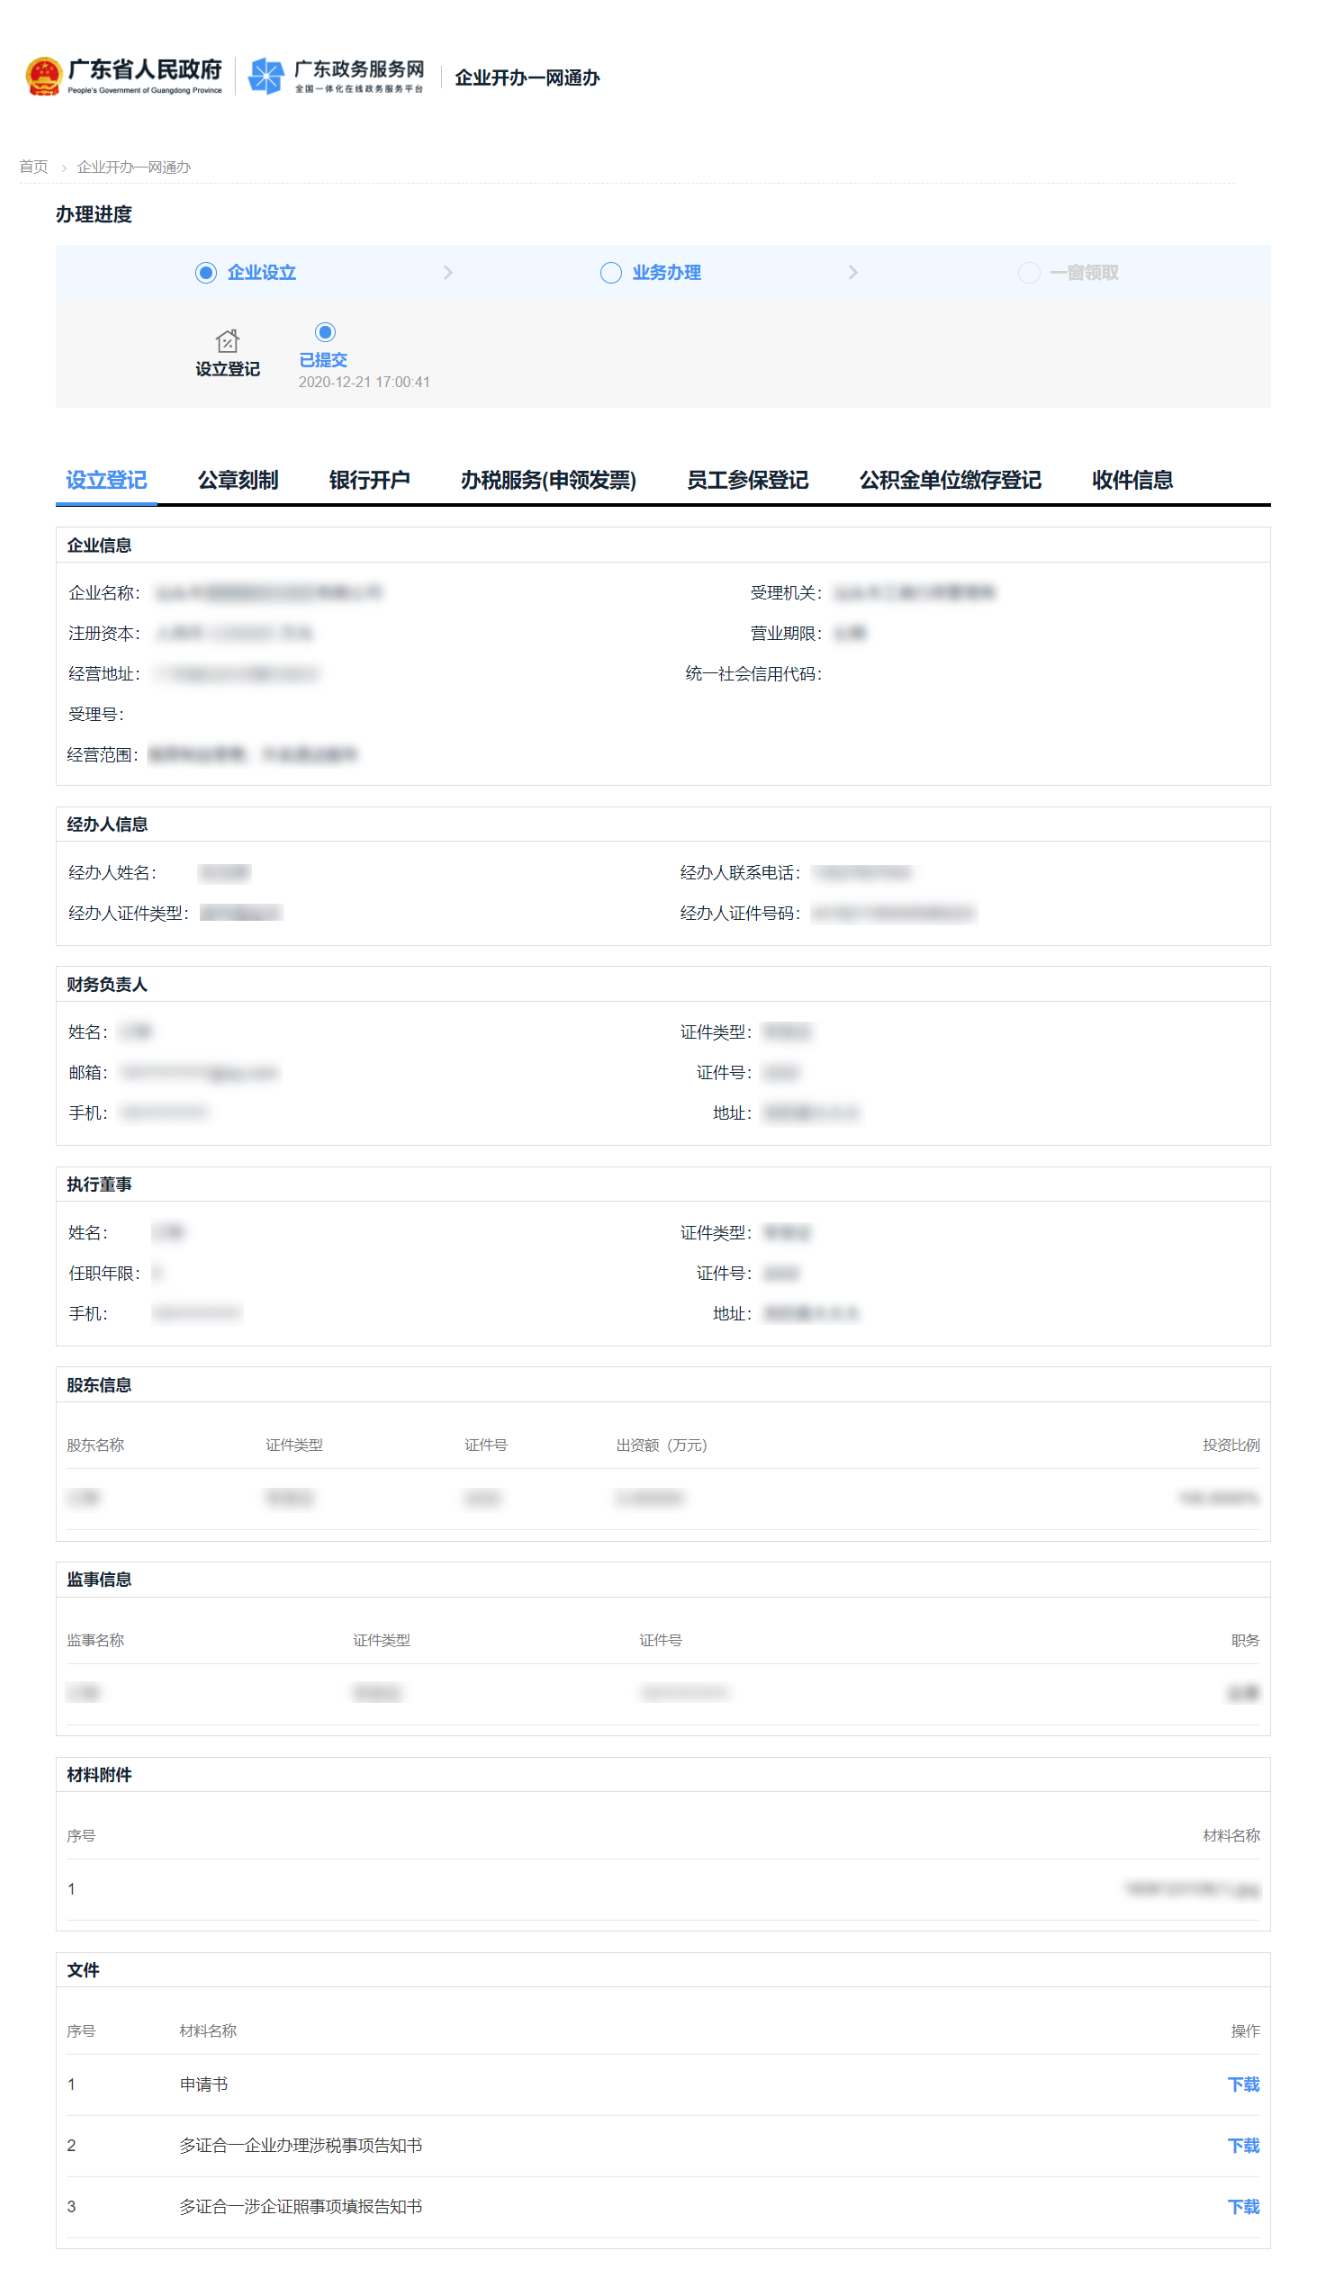 广东省人民政府
People's Government of Guangdong Province
广东政务服务网
全国一体化在线政务服务平台
企业开办一网通办
首页 > 企业开办一网通办
办理进度
企业设立 > 业务办理 > 一窗领取
设立登记
已提交
2020-12-21 17:00:41
设立登记 公章刻制 银行开户 办税服务(申领发票) 员工参保登记 公积金单位缴存登记 收件信息
企业信息
企业名称: 受理机关:
注册资本: 营业期限:
经营地址: 统一社会信用代码:
受理号:
经营范围:
经办人信息
经办人姓名: 经办人联系电话:
经办人证件类型: 经办人证件号码:
财务负责人
姓名: 证件类型:
邮箱: 证件号:
手机: 地址:
执行董事
姓名: 证件类型:
任职年限: 证件号:
手机: 地址:
股东信息
股东名称 证件类型 证件号 出资额（万元） 投资比例
监事信息
监事名称 证件类型 证件号 职务
材料附件
序号 材料名称
1
文件
序号 材料名称 操作
1 申请书 下载
2 多证合一企业办理涉税事项告知书 下载
3 多证合一涉企证照事项填报告知书 下载